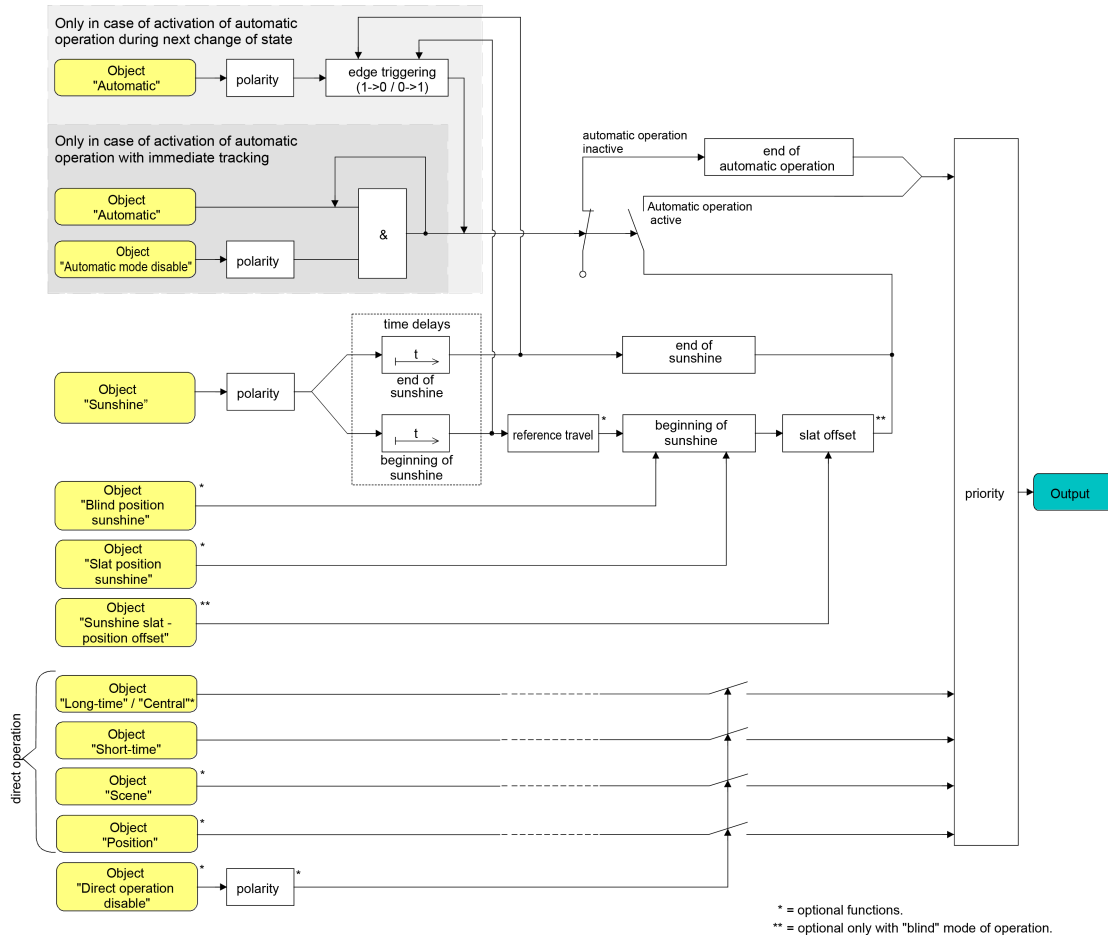 Only in case of activation of automatic
operation during next change of state
Object
"Automatic"
polarity
edge triggering
(1->0 / 0->1)
Only in case of activation of automatic
operation with immediate tracking
Object
"Automatic"
Object
"Automatic mode disable"
polarity
&
automatic operation
inactive
end of
automatic operation
Automatic operation
active
time delays
t
end of
sunshine
end of
sunshine
Object
"Sunshine"
polarity
t
beginning of
sunshine
reference travel
*
beginning of
sunshine
slat offset
**
priority
Output
Object
"Blind position
sunshine"
*
Object
"Slat position
sunshine"
*
Object
"Sunshine slat -
position offset"
**
direct operation
Object
"Long-time" / "Central"*
Object
"Short-time"
Object
"Scene"
*
Object
"Position"
*
Object
"Direct operation
disable"
*
polarity
*
* = optional functions.
** = optional only with "blind" mode of operation.